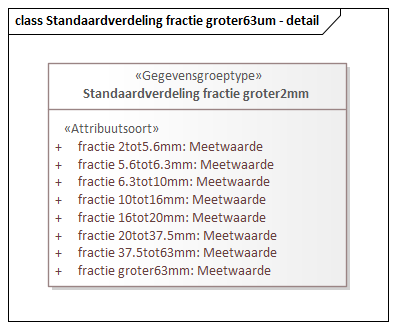 class Standaardverdeling fractie groter63um - detail
«Gegevensgroeptype»
Standaardverdeling fractie groter2mm
«Attribuutsoort»
+ fractie 2tot5.6mm: Meetwaarde
+ fractie 5.6tot6.3mm: Meetwaarde
+ fractie 6.3tot10mm: Meetwaarde
+ fractie 10tot16mm: Meetwaarde
+ fractie 16tot20mm: Meetwaarde
+ fractie 20tot37.5mm: Meetwaarde
+ fractie 37.5tot63mm: Meetwaarde
+ fractie groter63mm: Meetwaarde